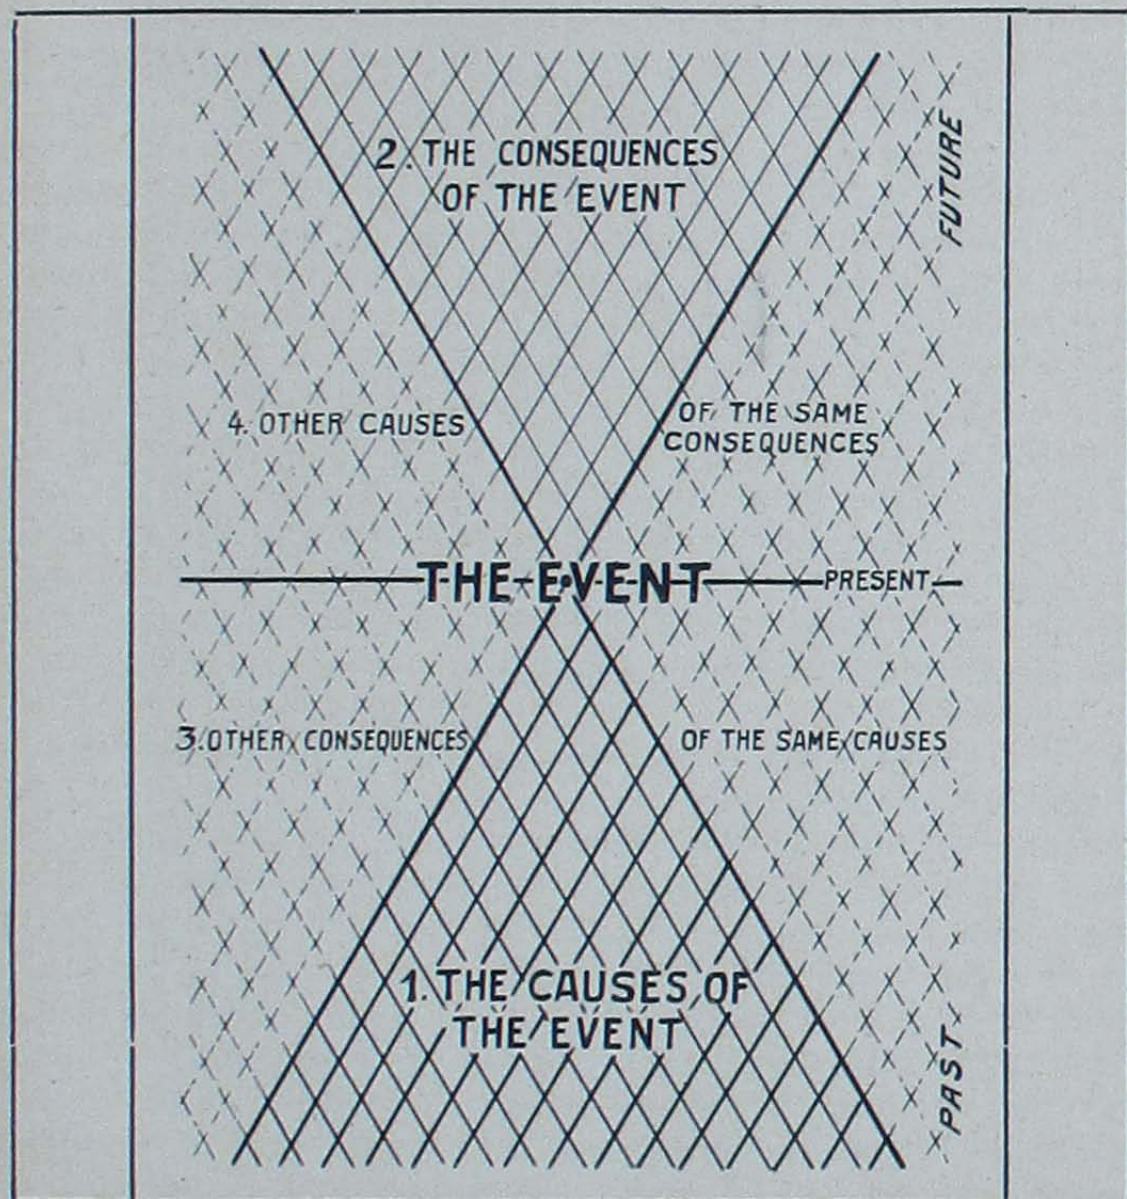 2. THE CONSEQUENCES
OF THE EVENT
FUTURE
4. OTHER CAUSES
OF THE SAME
CONSEQUENCES
THE EVENT
PRESENT
3. OTHER CONSEQUENCES
OF THE SAME CAUSES
1. THE CAUSES OF
THE EVENT
PAST